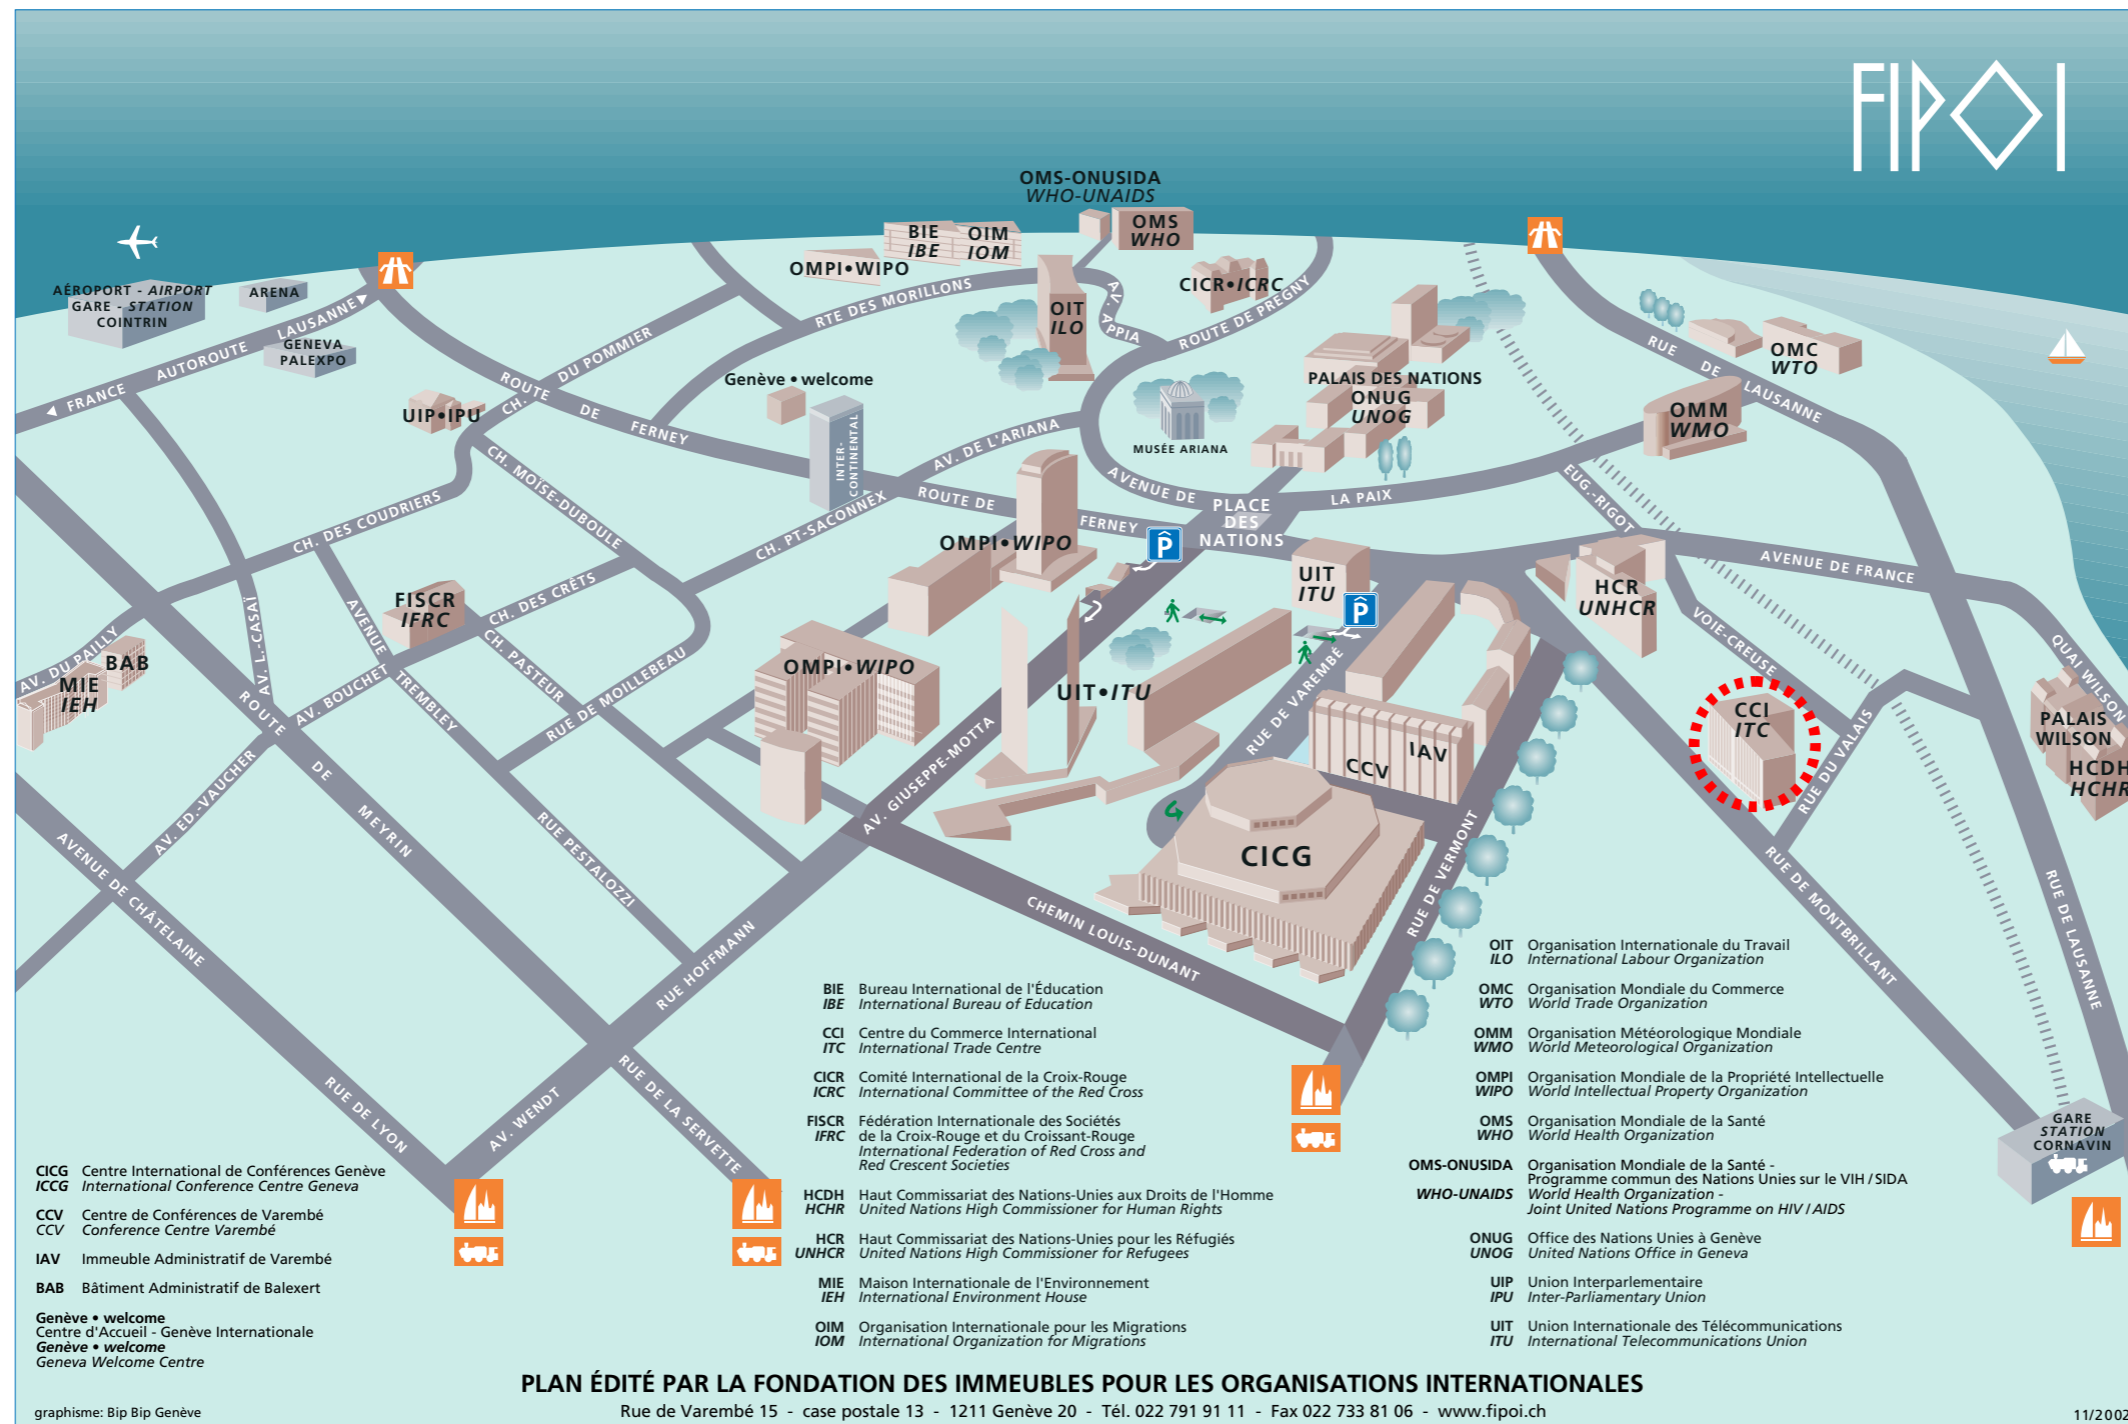 FIPOI
OMS-ONUSIDA
WHO-UNAIDS
BIE
IBE
OIM
IOM
OMS
WHO
OMPI•WIPO
CICR•ICRC
AÉROPORT - AIRPORT
GARE - STATION
COINTRIN
ARENA
LAUSANNE
AUTOROUTE
FRANCE
GENEVA
PALEXPO
RTE DES MORILLONS
AV. APPIA
ROUTE DE PREGNY
OIT
ILO
CH. DU POMMIER
UIP•IPU
Genève • welcome
INTER-
CONTINENTAL
ROUTE DE FERNEY
MUSÉE ARIANA
PALAIS DES NATIONS
ONUG
UNOG
RUE DE LAUSANNE
OMC
WTO
OMM
WMO
AV. DE L'ARIANA
AVENUE DE LA PAIX
CH. MOÏSE-DUBOULE
CH. DES COUDRIERS
CH. PT-SACONNEX
ROUTE DE FERNEY
PLACE
DES
NATIONS
EUG.-RIGOT
AVENUE DE FRANCE
OMPI•WIPO
P
UIT
ITU
P
HCR
UNHCR
VOIE-CREUSE
QUAI WILSON
FISCR
IFRC
CH. DES CRÊTS
AVENUE TREMBLEY
CH. PASTEUR
AV. L.-CASAÏ
AV. DU PAILLY
BAB
MIE
IEH
AV. BOUCHET
RUE DE MOILLEBEAU
OMPI•WIPO
UIT•ITU
RUE DE VAREMBÉ
CCI
ITC
RUE DU VALAIS
PALAIS
WILSON
HCDH
HCHR
CCV
IAV
AV. GIUSEPPE-MOTTA
ROUTE DE MEYRIN
AV. ED.-VAUCHER
RUE PESTALOZZI
AVENUE DE CHÂTELAINE
CICG
RUE DE VERMONT
RUE DE MONTBRILLANT
RUE DE LAUSANNE
CHEMIN LOUIS-DUNANT
RUE HOFFMANN
RUE DE LYON
AV. WENDT
RUE DE LA SERVETTE
GARE
STATION
CORNAVIN
CICG Centre International de Conférences Genève
ICCG International Conference Centre Geneva
CCV Centre de Conférences de Varembé
CCV Conference Centre Varembé
IAV Immeuble Administratif de Varembé
BAB Bâtiment Administratif de Balexert
Genève • welcome
Centre d'Accueil - Genève Internationale
Genève • welcome
Geneva Welcome Centre
BIE Bureau International de l'Éducation
IBE International Bureau of Education
CCI Centre du Commerce International
ITC International Trade Centre
CICR Comité International de la Croix-Rouge
ICRC International Committee of the Red Cross
FISCR Fédération Internationale des Sociétés
IFRC de la Croix-Rouge et du Croissant-Rouge
International Federation of Red Cross and
Red Crescent Societies
HCDH Haut Commissariat des Nations-Unies aux Droits de l'Homme
HCHR United Nations High Commissioner for Human Rights
HCR Haut Commissariat des Nations-Unies pour les Réfugiés
UNHCR United Nations High Commissioner for Refugees
MIE Maison Internationale de l'Environnement
IEH International Environment House
OIM Organisation Internationale pour les Migrations
IOM International Organization for Migrations
OIT Organisation Internationale du Travail
ILO International Labour Organization
OMC Organisation Mondiale du Commerce
WTO World Trade Organization
OMM Organisation Météorologique Mondiale
WMO World Meteorological Organization
OMPI Organisation Mondiale de la Propriété Intellectuelle
WIPO World Intellectual Property Organization
OMS Organisation Mondiale de la Santé
WHO World Health Organization
OMS-ONUSIDA Organisation Mondiale de la Santé -
Programme commun des Nations Unies sur le VIH / SIDA
WHO-UNAIDS World Health Organization -
Joint United Nations Programme on HIV / AIDS
ONUG Office des Nations Unies à Genève
UNOG United Nations Office in Geneva
UIP Union Interparlementaire
IPU Inter-Parliamentary Union
UIT Union Internationale des Télécommunications
ITU International Telecommunications Union
PLAN ÉDITÉ PAR LA FONDATION DES IMMEUBLES POUR LES ORGANISATIONS INTERNATIONALES
Rue de Varembé 15 - case postale 13 - 1211 Genève 20 - Tél. 022 791 91 11 - Fax 022 733 81 06 - www.fipoi.ch
graphisme: Bip Bip Genève
11/2002